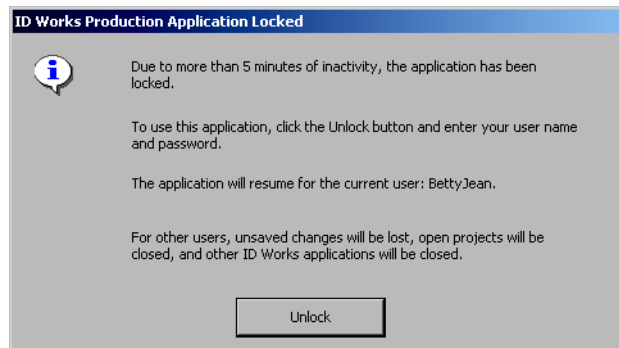 ID Works Production Application Locked
Due to more than 5 minutes of inactivity, the application has been
locked.
To use this application, click the Unlock button and enter your user name
and password.
The application will resume for the current user: BettyJean.
For other users, unsaved changes will be lost, open projects will be
closed, and other ID Works applications will be closed.
Unlock